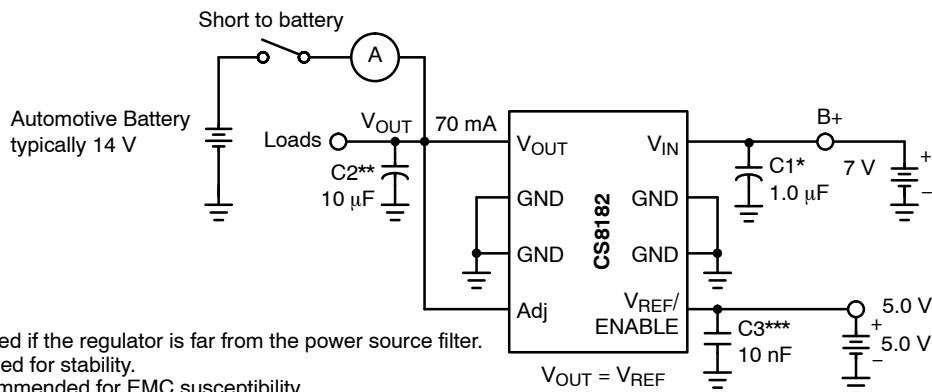 Short to battery
A
Automotive Battery
typically 14 V
Loads
VOUT
70 mA
C2**
10 μF
VOUT
GND
GND
Adj
CS8182
VIN
GND
GND
VREF/
ENABLE
B+
C1*
1.0 μF
7 V
+
−
5.0 V
C3***
10 nF
+
5.0 V
−
ed if the regulator is far from the power source filter.
ed for stability.
mmended for EMC susceptibility
VOUT = VREF